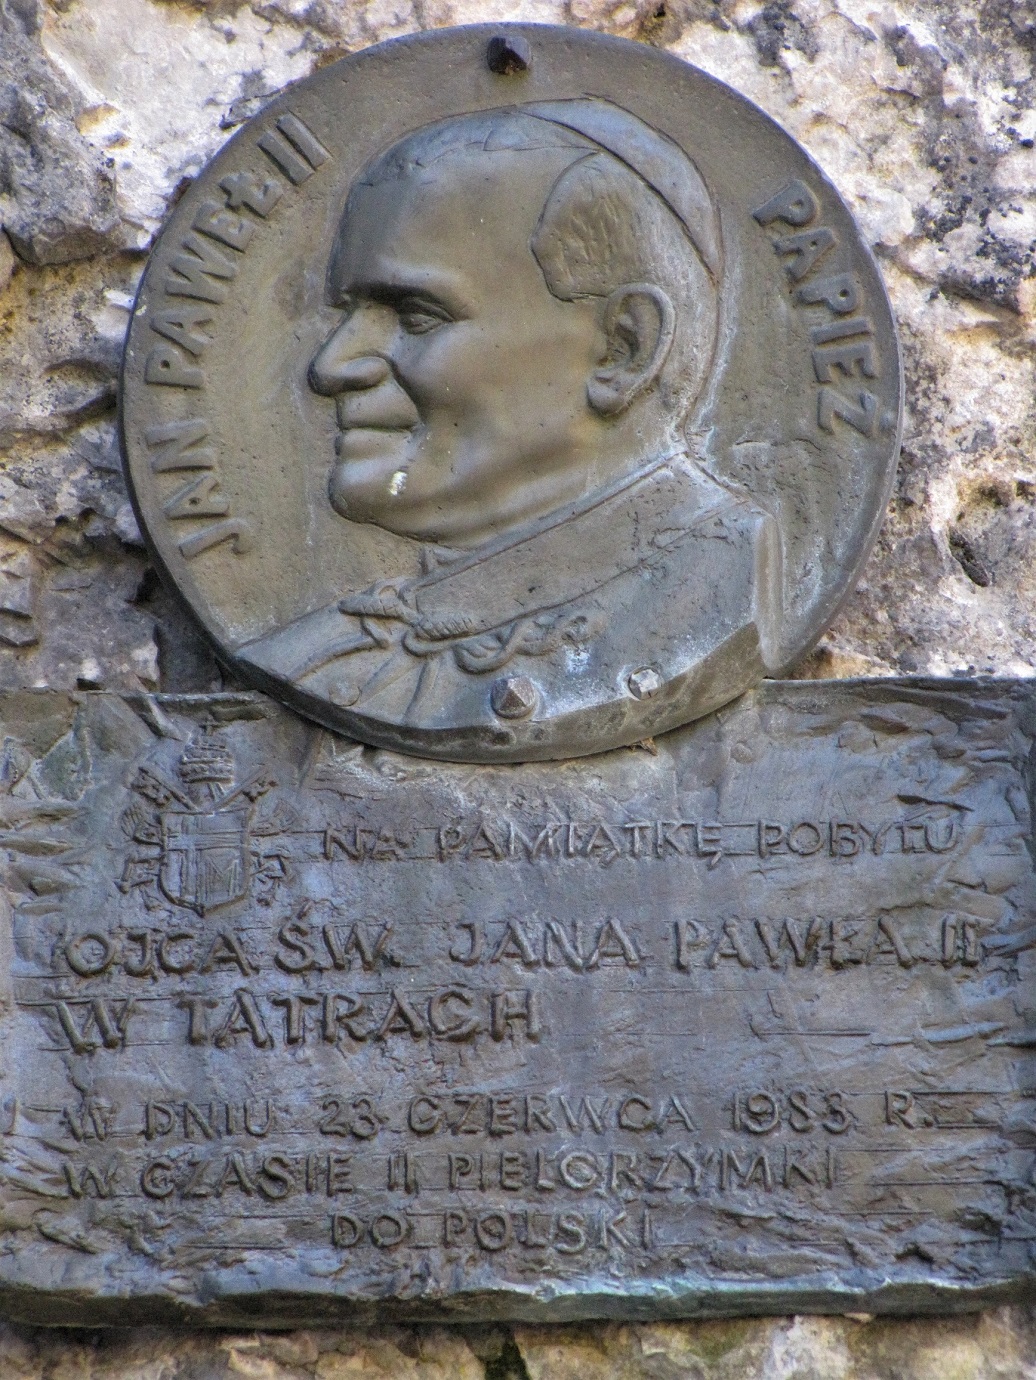 JAN PAWEŁ II PAPIEŻ
NA PAMIĄTKĘ POBYTU
OJCA ŚW. JANA PAWŁA II
W TATRACH
W DNIU 23 CZERWCA 1983 R
W CZASIE II PIELGRZYMKI
DO POLSKI